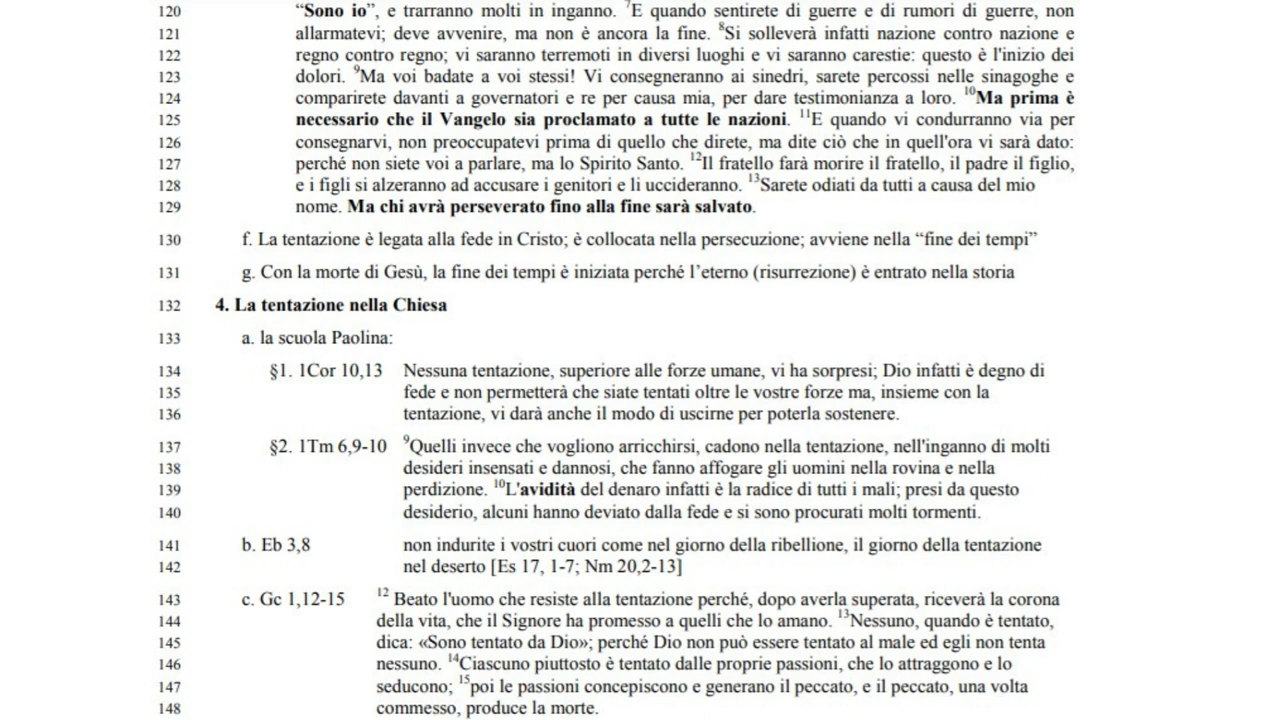 120 “Sono io”, e trarranno molti in inganno. 7E quando sentirete di guerre e di rumori di guerre, non
121 allarmatevi; deve avvenire, ma non è ancora la fine. 8Si solleverà infatti nazione contro nazione e
122 regno contro regno; vi saranno terremoti in diversi luoghi e vi saranno carestie: questo è l'inizio dei
123 dolori. 9Ma voi badate a voi stessi! Vi consegneranno ai sinedri, sarete percossi nelle sinagoghe e
124 comparirete davanti a governatori e re per causa mia, per dare testimonianza a loro. 10Ma prima è
125 necessario che il Vangelo sia proclamato a tutte le nazioni. 11E quando vi condurranno via per
126 consegnarvi, non preoccupatevi prima di quello che direte, ma dite ciò che in quell'ora vi sarà dato:
127 perché non siete voi a parlare, ma lo Spirito Santo. 12Il fratello farà morire il fratello, il padre il figlio,
128 e i figli si alzeranno ad accusare i genitori e li uccideranno. 13Sarete odiati da tutti a causa del mio
129 nome. Ma chi avrà perseverato fino alla fine sarà salvato.
130 f. La tentazione è legata alla fede in Cristo; è collocata nella persecuzione; avviene nella “fine dei tempi”
131 g. Con la morte di Gesù, la fine dei tempi è iniziata perché l’eterno (risurrezione) è entrato nella storia
132 4. La tentazione nella Chiesa
133 a. la scuola Paolina:
134 §1. 1Cor 10,13 Nessuna tentazione, superiore alle forze umane, vi ha sorpresi; Dio infatti è degno di
135 fede e non permetterà che siate tentati oltre le vostre forze ma, insieme con la
136 tentazione, vi darà anche il modo di uscirne per poterla sostenere.
137 §2. 1Tm 6,9-10 9Quelli invece che vogliono arricchirsi, cadono nella tentazione, nell'inganno di molti
138 desideri insensati e dannosi, che fanno affogare gli uomini nella rovina e nella
139 perdizione. 10L'avidità del denaro infatti è la radice di tutti i mali; presi da questo
140 desiderio, alcuni hanno deviato dalla fede e si sono procurati molti tormenti.
141 b. Eb 3,8 non indurite i vostri cuori come nel giorno della ribellione, il giorno della tentazione
142 nel deserto [Es 17, 1-7; Nm 20,2-13]
143 c. Gc 1,12-15 12 Beato l'uomo che resiste alla tentazione perché, dopo averla superata, riceverà la corona
144 della vita, che il Signore ha promesso a quelli che lo amano. 13Nessuno, quando è tentato,
145 dica: «Sono tentato da Dio»; perché Dio non può essere tentato al male ed egli non tenta
146 nessuno. 14Ciascuno piuttosto è tentato dalle proprie passioni, che lo attraggono e lo
147 seducono; 15poi le passioni concepiscono e generano il peccato, e il peccato, una volta
148 commesso, produce la morte.